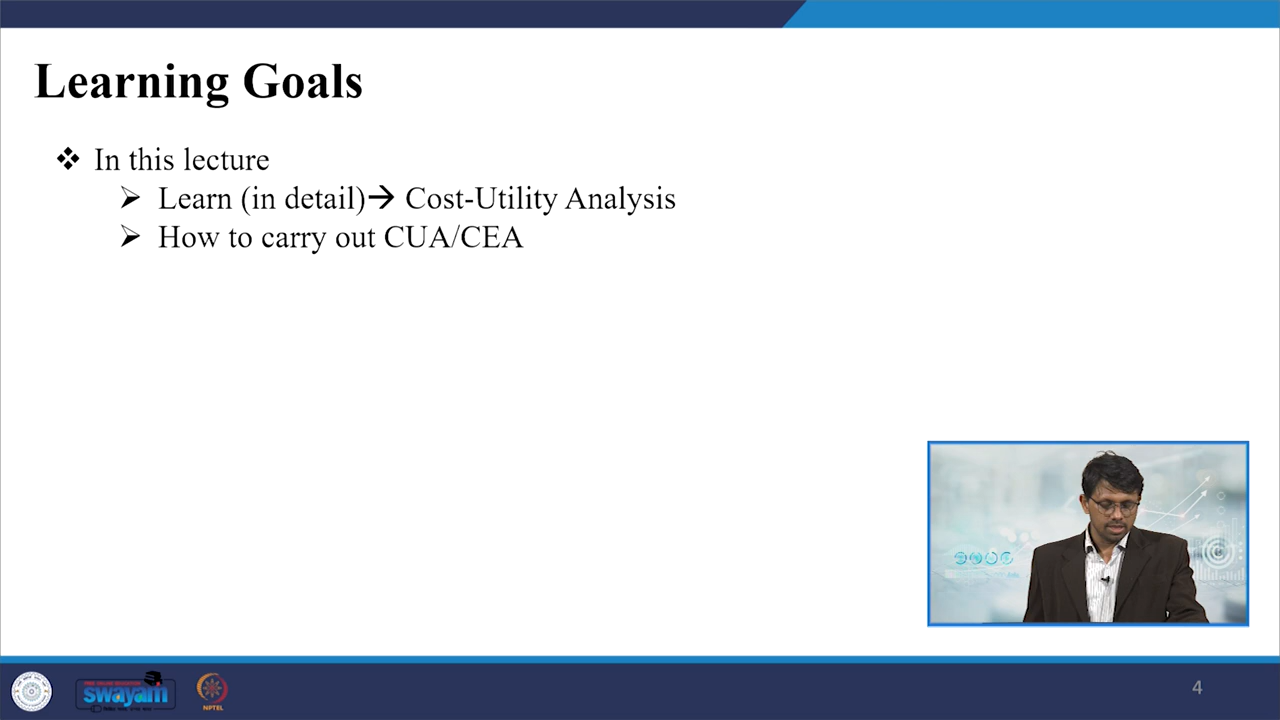 Learning Goals
❖ In this lecture
➢ Learn (in detail)→ Cost-Utility Analysis
➢ How to carry out CUA/CEA
swayam
NPTEL
4